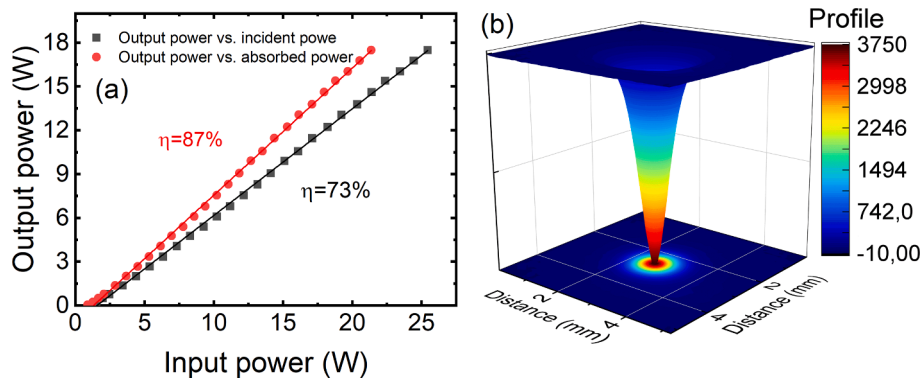 (a)
Output power vs. incident powe
Output power vs. absorbed power
η=87%
η=73%
Output power (W)
18
15
12
9
6
3
0
0
5
10
15
20
25
Input power (W)
(b)
Profile
3750
2998
2246
1494
742,0
-10,00
Distance (mm)
2
4
Distance (mm)
2
4